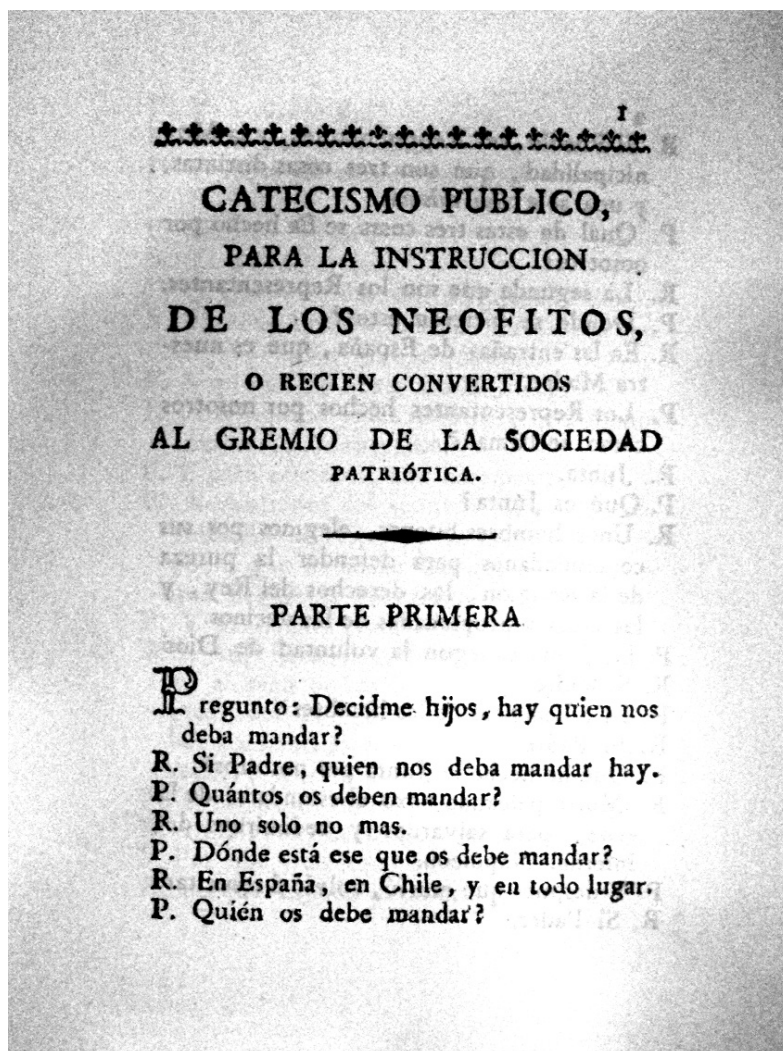 1
CATECISMO PUBLICO,
PARA LA INSTRUCCION
DE LOS NEOFITOS,
O RECIEN CONVERTIDOS
AL GREMIO DE LA SOCIEDAD
PATRIÓTICA.
PARTE PRIMERA
Pregunto: Decidme hijos, hay quien nos
deba mandar?
R. Si Padre, quien nos deba mandar hay.
P. Quántos os deben mandar?
R. Uno solo no mas.
P. Dónde está ese que os debe mandar?
R. En España, en Chile, y en todo lugar.
P. Quién os debe mandar?